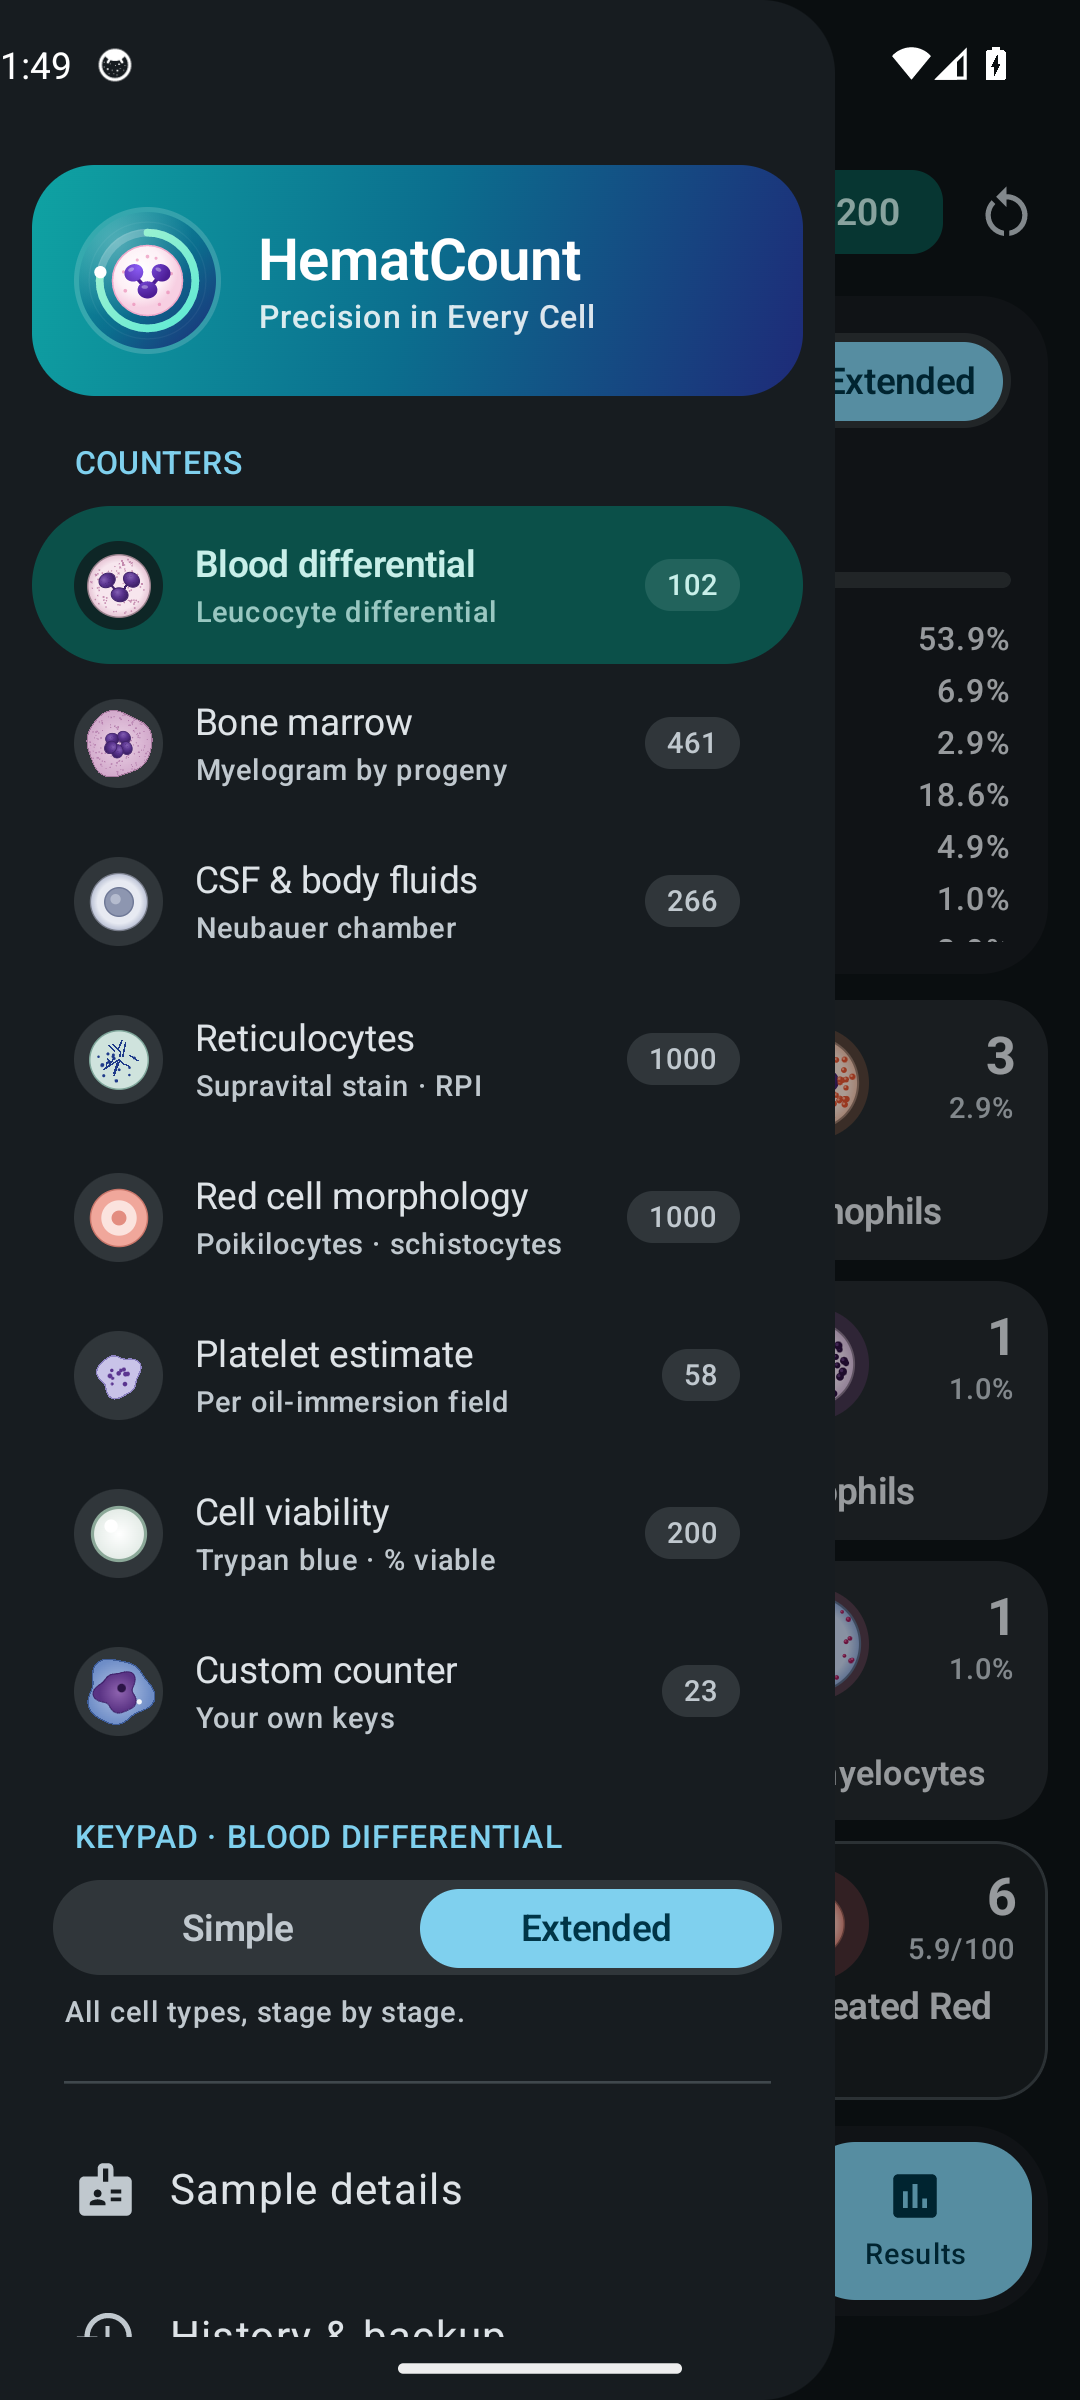 1:49
200
HematCount
Precision in Every Cell
Extended
COUNTERS
Blood differential
Leucocyte differential
102
53.9%
6.9%
2.9%
18.6%
4.9%
1.0%
Bone marrow
Myelogram by progeny
461
CSF & body fluids
Neubauer chamber
266
Reticulocytes
Supravital stain · RPI
1000
3
2.9%
nophils
Red cell morphology
Poikilocytes · schistocytes
1000
Platelet estimate
Per oil-immersion field
58
1
1.0%
phils
Cell viability
Trypan blue · % viable
200
Custom counter
Your own keys
23
1
1.0%
yelocytes
KEYPAD · BLOOD DIFFERENTIAL
Simple
Extended
All cell types, stage by stage.
6
5.9/100
eated Red
Sample details
History & backup
Results